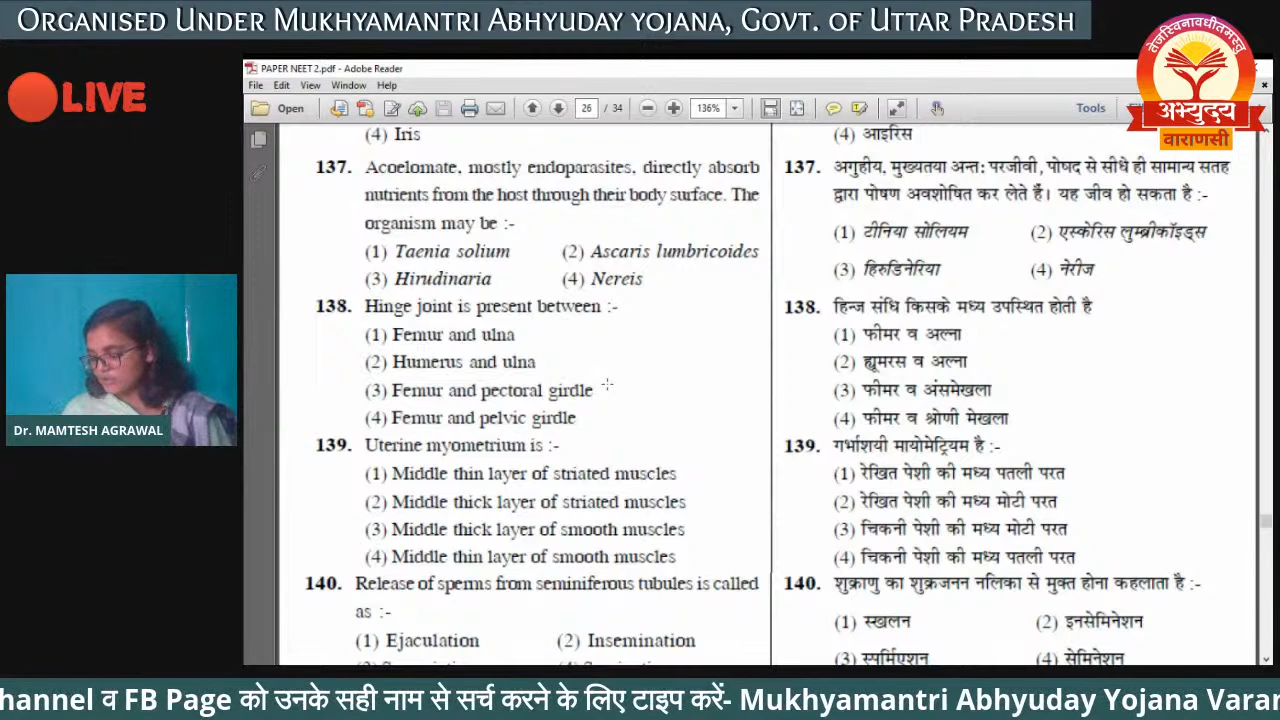 Organised Under Mukhyamantri Abhyuday yojana, Govt. of Uttar Pradesh
तेजस्विनावधीतमस्तु
अभ्युदय
वाराणसी
LIVE
PAPER NEET 2.pdf - Adobe Reader
File Edit View Window Help
Open 26 / 34 136% Tools
(4) Iris
137. Acoelomate, mostly endoparasites, directly absorb
nutrients from the host through their body surface. The
organism may be :-
(1) Taenia solium (2) Ascaris lumbricoides
(3) Hirudinaria (4) Nereis
138. Hinge joint is present between :-
(1) Femur and ulna
(2) Humerus and ulna
(3) Femur and pectoral girdle
(4) Femur and pelvic girdle
139. Uterine myometrium is :-
(1) Middle thin layer of striated muscles
(2) Middle thick layer of striated muscles
(3) Middle thick layer of smooth muscles
(4) Middle thin layer of smooth muscles
140. Release of sperms from seminiferous tubules is called
as :-
(1) Ejaculation (2) Insemination
(4) आइरिस
137. अगुहीय, मुख्यतया अन्त: परजीवी, पोषद से सीधे ही सामान्य सतह
द्वारा पोषण अवशोषित कर लेते हैं। यह जीव हो सकता है :-
(1) टीनिया सोलियम (2) एस्केरिस लुम्ब्रीकॉइड्स
(3) हिरुडिनेरिया (4) नेरीज
138. हिन्ज संधि किसके मध्य उपस्थित होती है
(1) फीमर व अल्ना
(2) ह्यूमरस व अल्ना
(3) फीमर व अंसमेखला
(4) फीमर व श्रोणी मेखला
139. गर्भाशयी मायोमेट्रियम है :-
(1) रेखित पेशी की मध्य पतली परत
(2) रेखित पेशी की मध्य मोटी परत
(3) चिकनी पेशी की मध्य मोटी परत
(4) चिकनी पेशी की मध्य पतली परत
140. शुक्राणु का शुक्रजनन नलिका से मुक्त होना कहलाता है :-
(1) स्खलन (2) इनसेमिनेशन
(3) स्पर्मिएशन (4) सेमिनेशन
Dr. MAMTESH AGRAWAL
hannel व FB Page को उनके सही नाम से सर्च करने के लिए टाइप करें- Mukhyamantri Abhyuday Yojana Varan